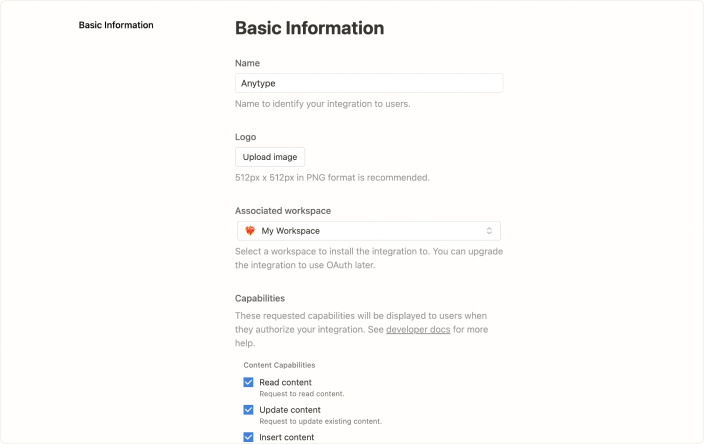 Basic Information
Basic Information
Name
Anytype
Name to identify your integration to users.
Logo
Upload image
512px x 512px in PNG format is recommended.
Associated workspace
My Workspace
Select a workspace to install the integration to. You can upgrade
the integration to use OAuth later.
Capabilities
These requested capabilities will be displayed to users when
they authorize your integration. See developer docs for more
help.
Content Capabilities
Read content
Request to read content.
Update content
Request to update existing content.
Insert content